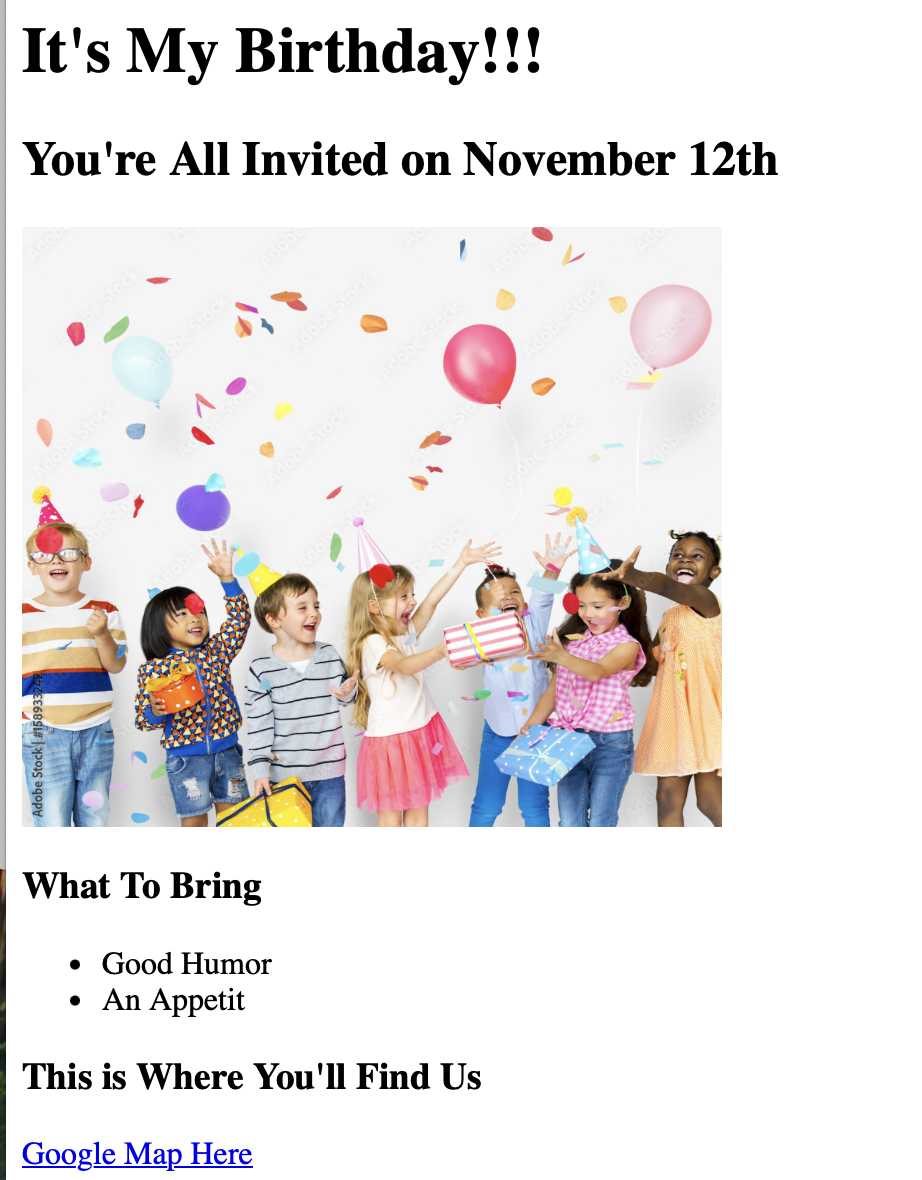 It's My Birthday!!!
You're All Invited on November 12th
Adobe Stock | #158933242
What To Bring
Good Humor
An Appetit
This is Where You'll Find Us
Google Map Here